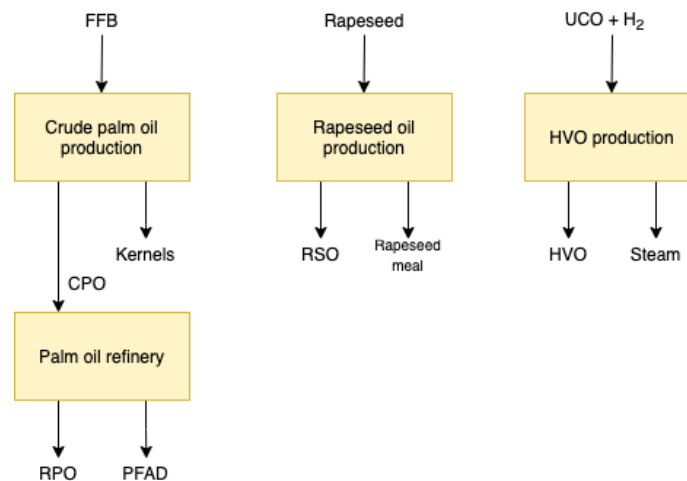 FFB
Rapeseed
UCO + H₂
Crude palm oil
production
Rapeseed oil
production
HVO production
Kernels
RSO
Rapeseed
meal
HVO
Steam
CPO
Palm oil refinery
RPO
PFAD